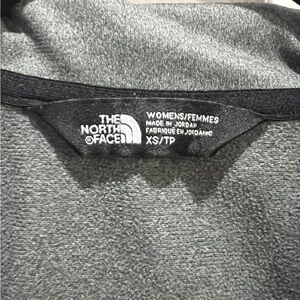 THE
NORTH
FACE
WOMENS/FEMMES
MADE IN JORDAN
FABRIQUÉ EN JORDANIE
XS/TP